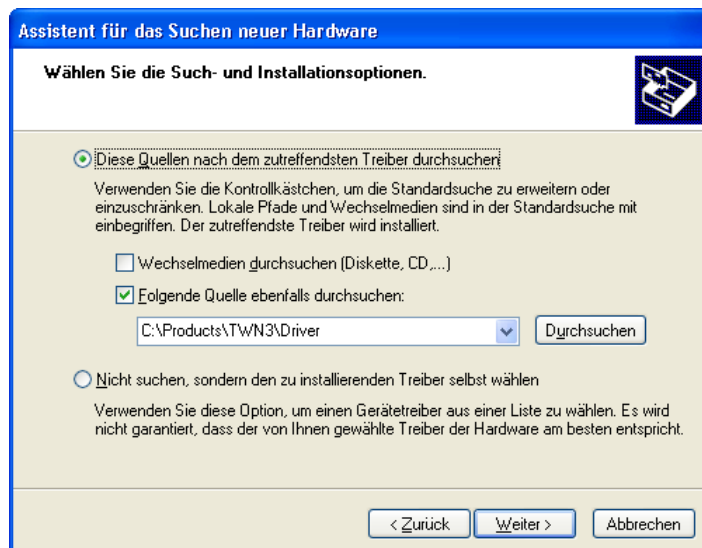 Assistent für das Suchen neuer Hardware
Wählen Sie die Such- und Installationsoptionen.
Diese Quellen nach dem zutreffendsten Treiber durchsuchen
Verwenden Sie die Kontrollkästchen, um die Standardsuche zu erweitern oder
einzuschränken. Lokale Pfade und Wechselmedien sind in der Standardsuche mit
einbegriffen. Der zutreffendste Treiber wird installiert.
Wechselmedien durchsuchen (Diskette, CD,...)
Folgende Quelle ebenfalls durchsuchen:
C:\Products\TWN3\Driver
Durchsuchen
Nicht suchen, sondern den zu installierenden Treiber selbst wählen
Verwenden Sie diese Option, um einen Gerätetreiber aus einer Liste zu wählen. Es wird
nicht garantiert, dass der von Ihnen gewählte Treiber der Hardware am besten entspricht.
< Zurück
Weiter >
Abbrechen